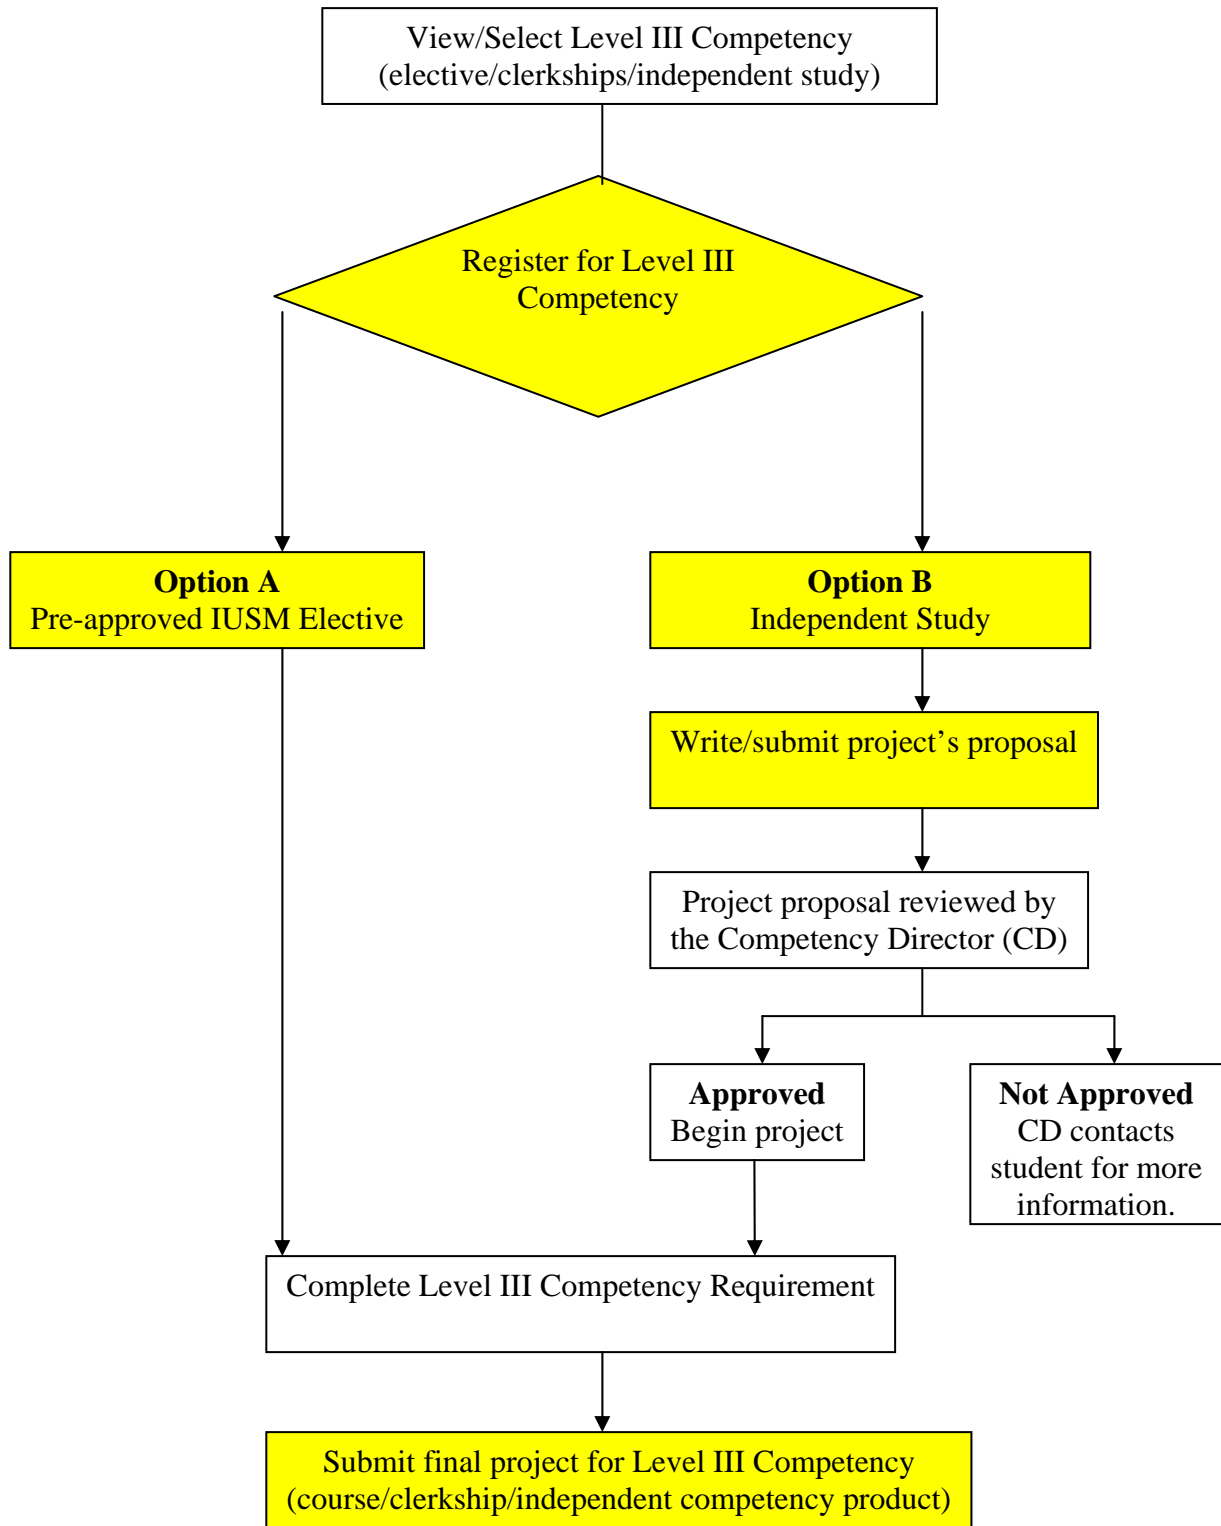 View/Select Level III Competency
(elective/clerkships/independent study)
Register for Level III
Competency
Option A
Pre-approved IUSM Elective
Option B
Independent Study
Write/submit project’s proposal
Project proposal reviewed by
the Competency Director (CD)
Approved
Begin project
Not Approved
CD contacts
student for more
information.
Complete Level III Competency Requirement
Submit final project for Level III Competency
(course/clerkship/independent competency product)